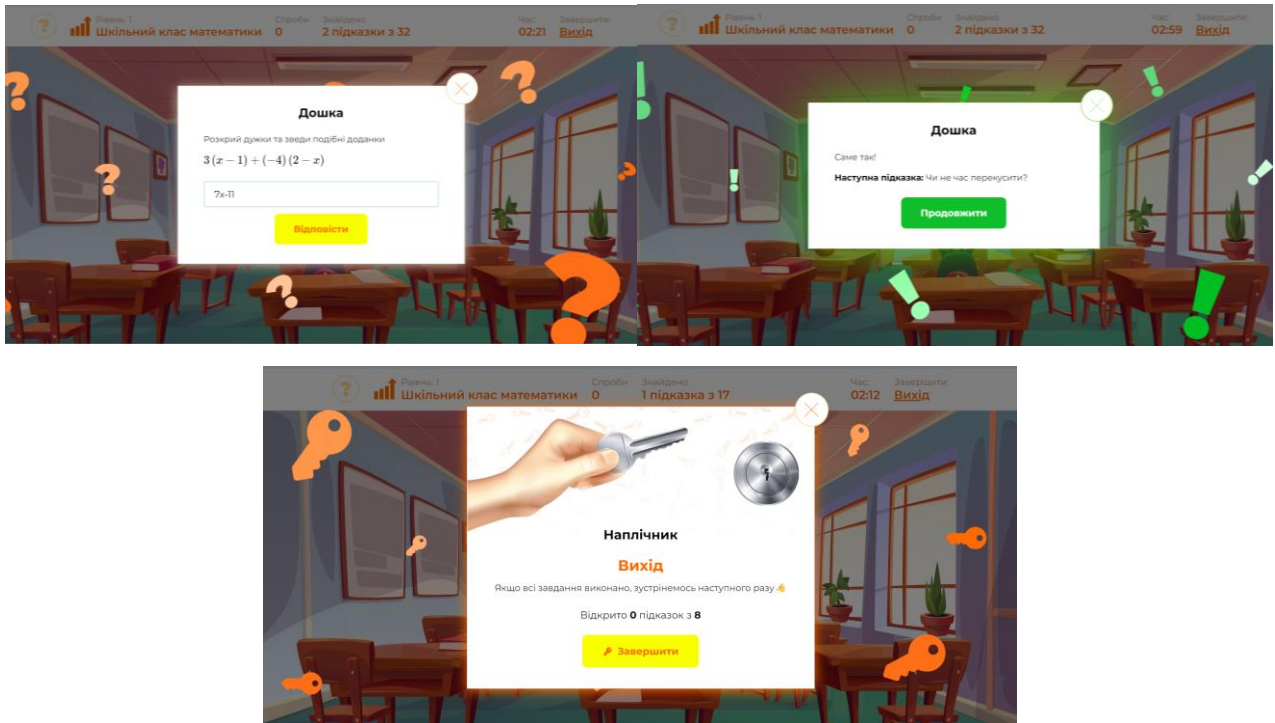 Рівень: 1 Спроби Знайдено Час: Завершити:
Шкільний клас математики 0 2 підказки з 32 02:21 Вихід
Дошка
Розкрий дужки та зведи подібні доданки
3 (x − 1) + (−4) (2 − x)
7x-11
Відповісти
Рівень: 1 Спроби Знайдено Час: Завершити:
Шкільний клас математики 0 2 підказки з 32 02:59 Вихід
Дошка
Саме так!
Наступна підказка: Чи не час перекусити?
Продовжити
Рівень: 1 Спроби Знайдено Час: Завершити:
Шкільний клас математики 0 1 підказка з 17 02:12 Вихід
Наплічник
Вихід
Якщо всі завдання виконано, зустрінемось наступного разу👋
Відкрито 0 підказок з 8
Завершити